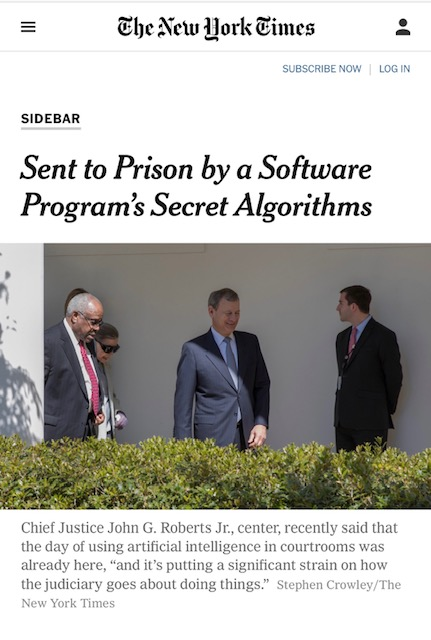 The New York Times
SUBSCRIBE NOW | LOG IN
SIDEBAR
Sent to Prison by a Software
Program’s Secret Algorithms
Chief Justice John G. Roberts Jr., center, recently said that
the day of using artificial intelligence in courtrooms was
already here, “and it’s putting a significant strain on how
the judiciary goes about doing things.” Stephen Crowley/The
New York Times